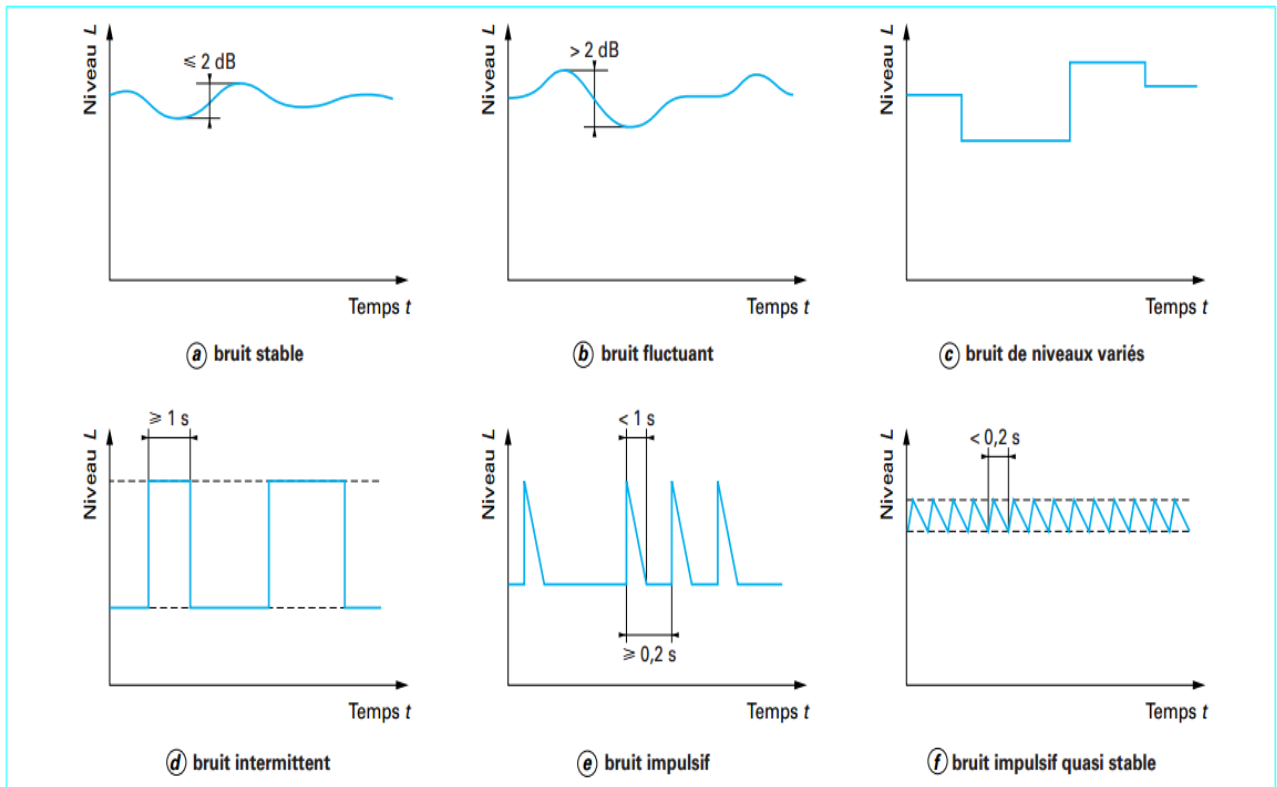 Niveau L
≤ 2 dB
Temps t
a bruit stable
Niveau L
> 2 dB
Temps t
b bruit fluctuant
Niveau L
Temps t
c bruit de niveaux variés
Niveau L
≥ 1 s
Temps t
d bruit intermittent
Niveau L
< 1 s
≥ 0,2 s
Temps t
e bruit impulsif
Niveau L
< 0,2 s
Temps t
f bruit impulsif quasi stable